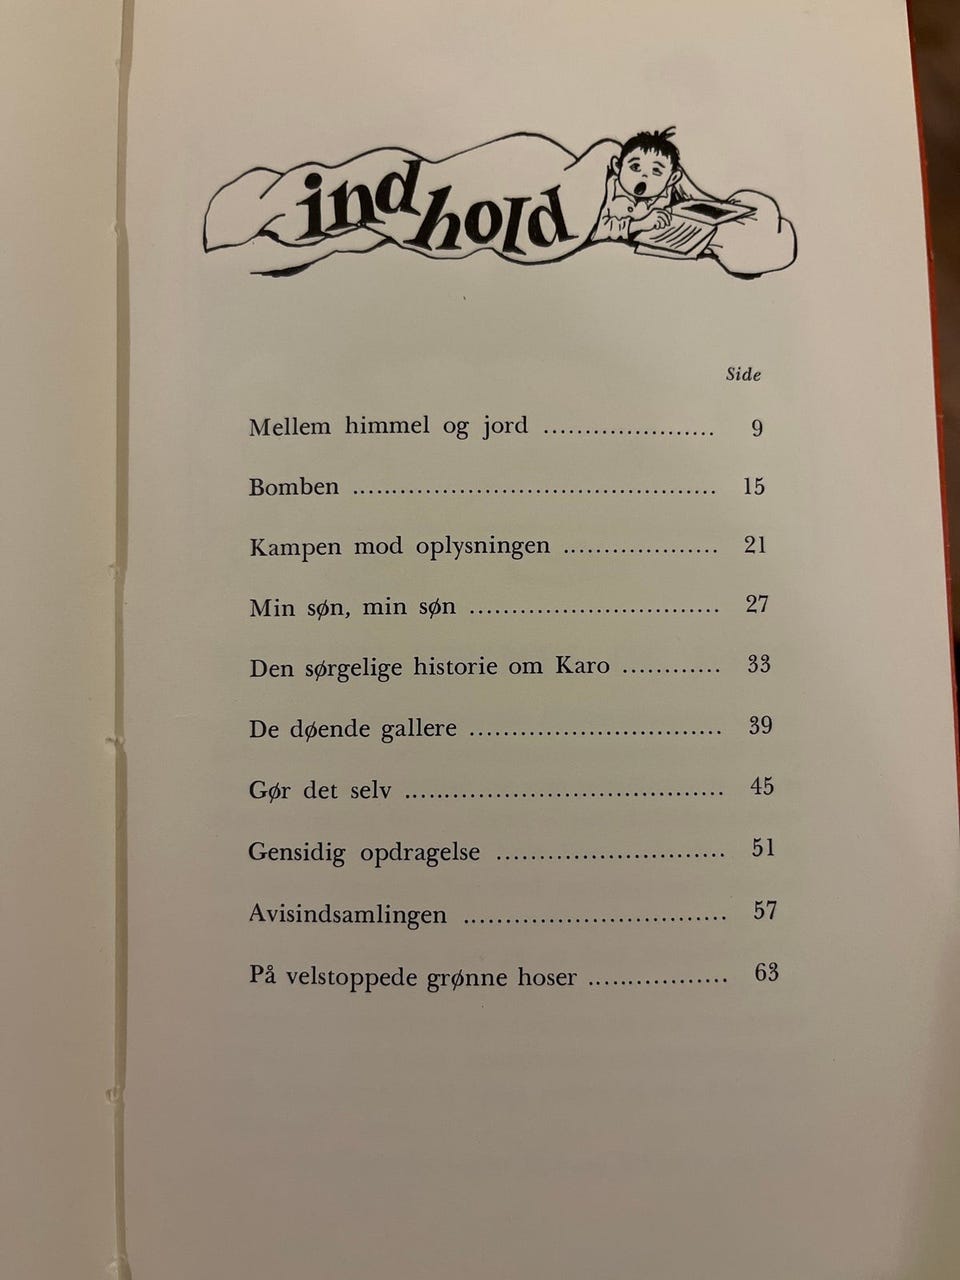 indhold
Side
Mellem himmel og jord ..................... 9
Bomben ........................................... 15
Kampen mod oplysningen ................... 21
Min søn, min søn .............................. 27
Den sørgelige historie om Karo ............ 33
De døende gallere .............................. 39
Gør det selv ...................................... 45
Gensidig opdragelse ........................... 51
Avisindsamlingen ............................... 57
På velstoppede grønne hoser ................. 63